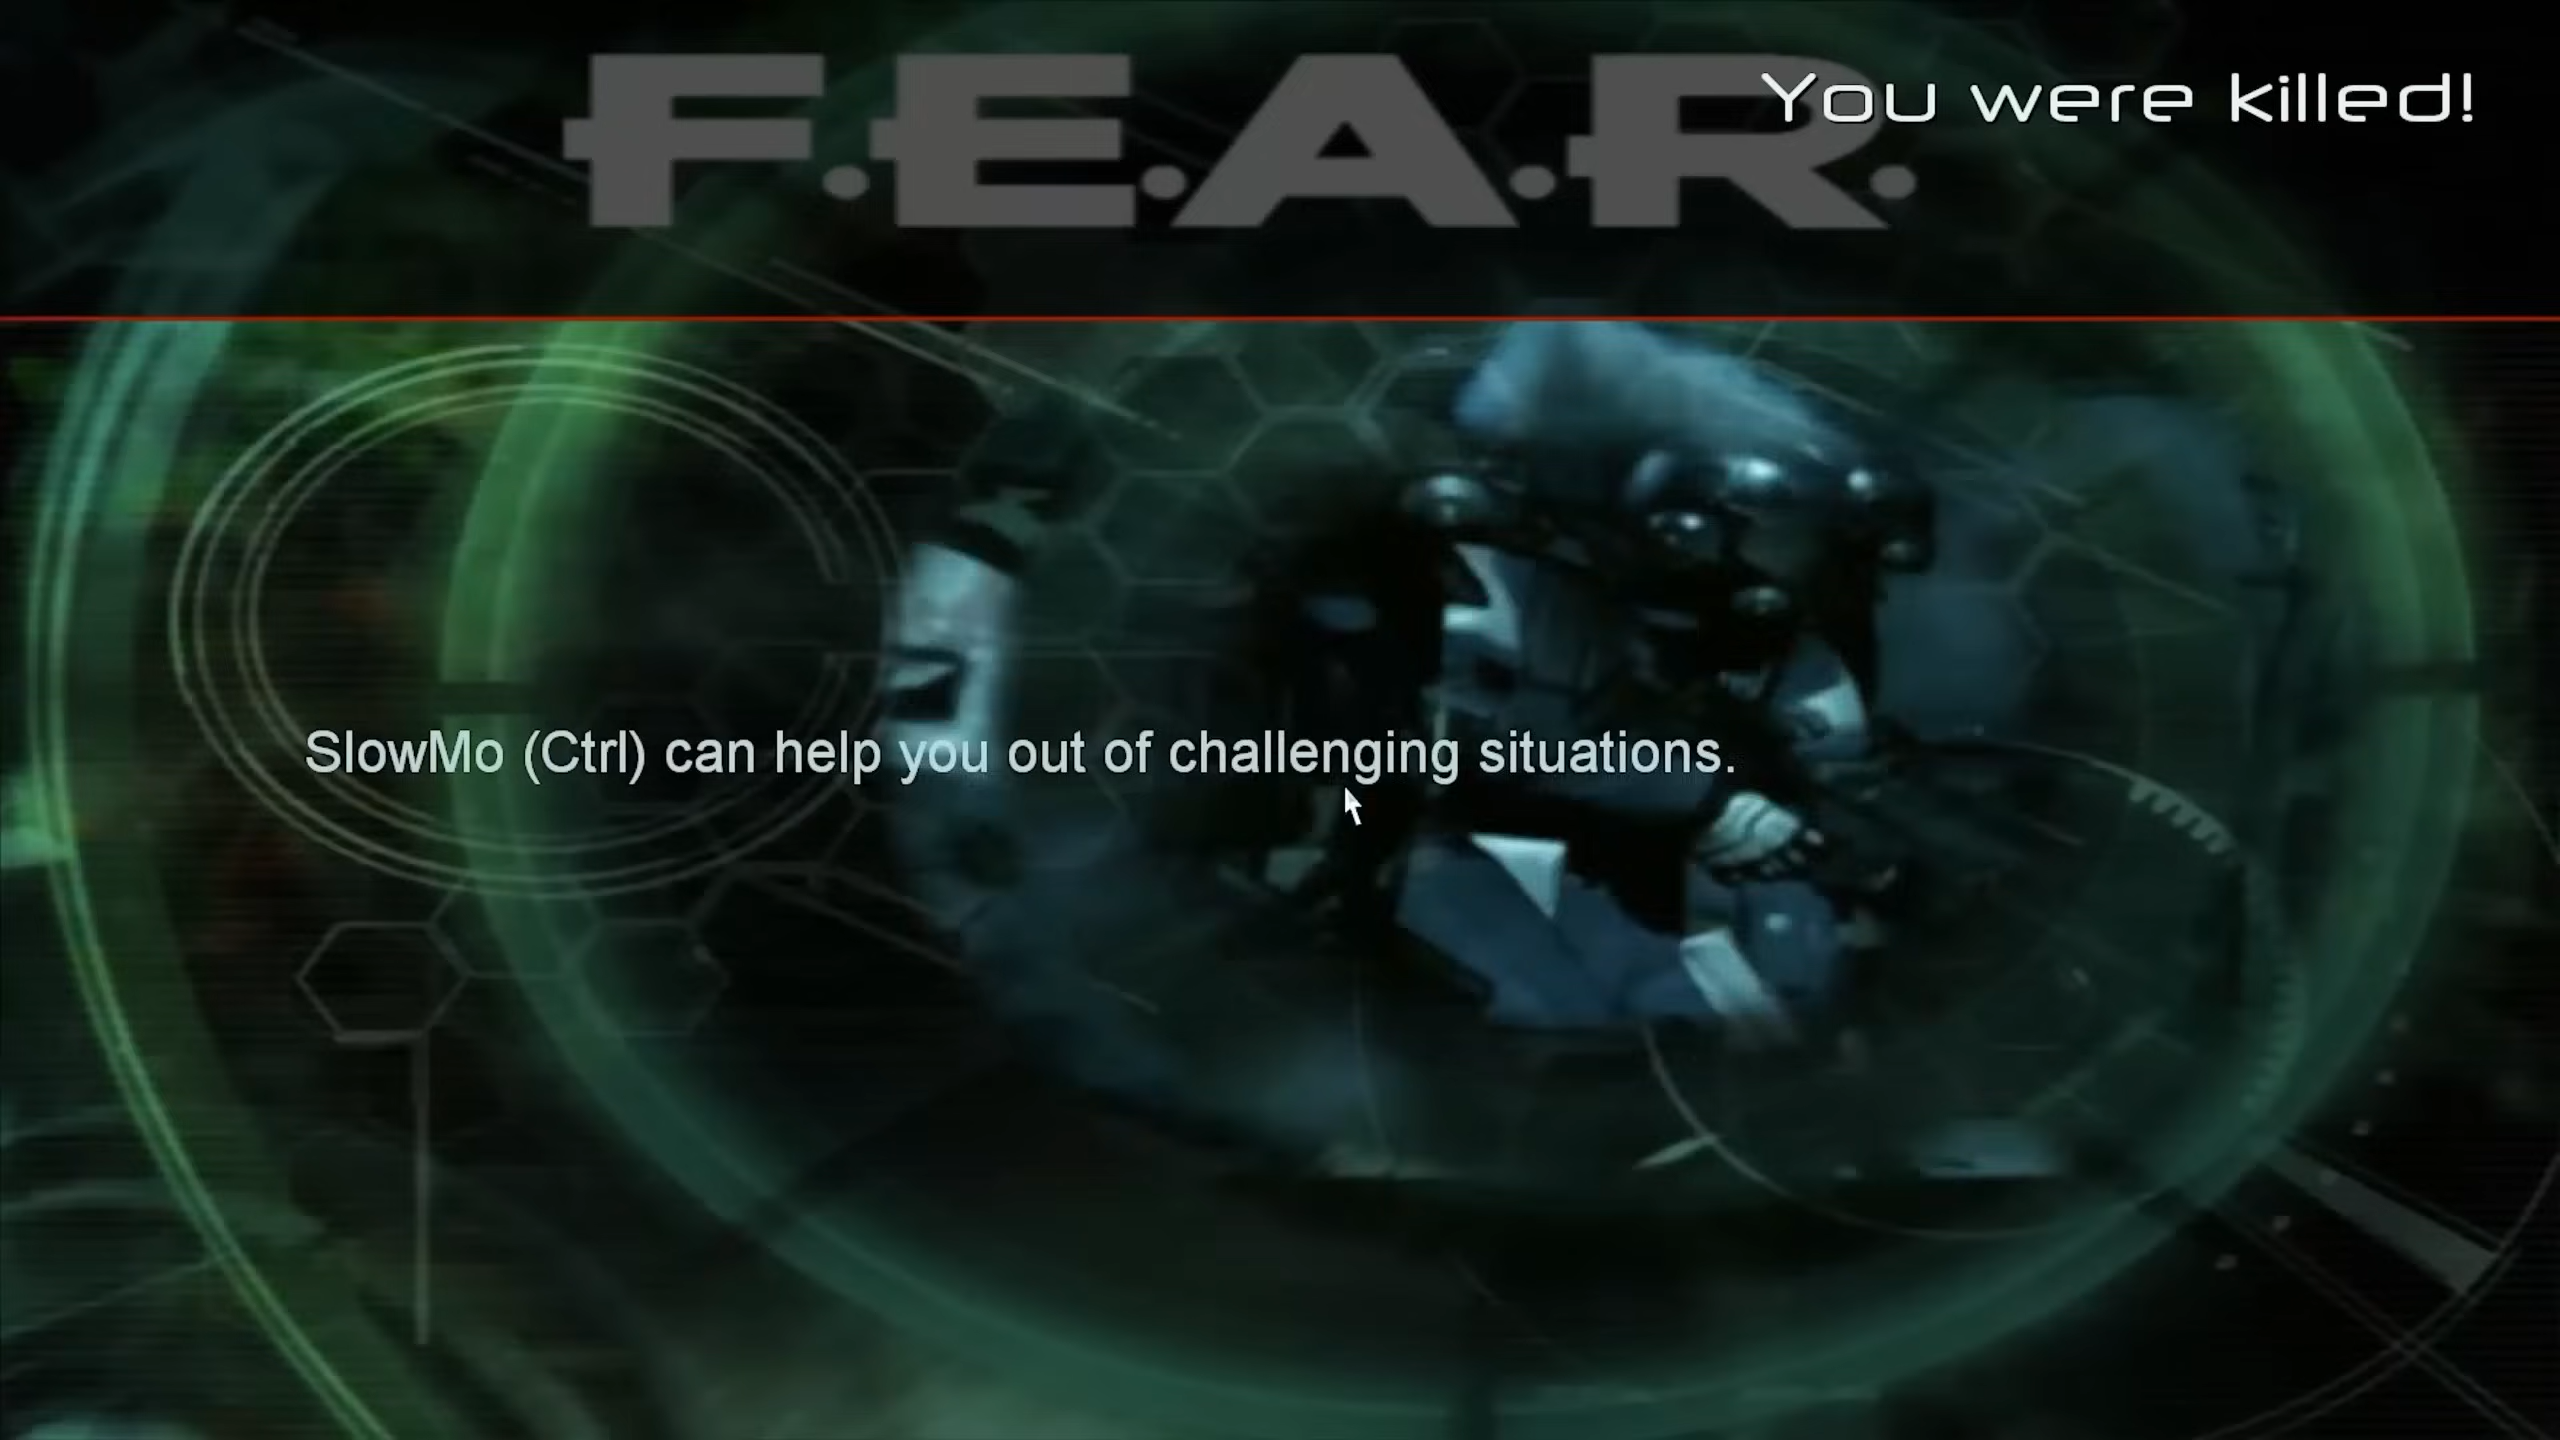 F.E.A.R.
You were killed!
SlowMo (Ctrl) can help you out of challenging situations.